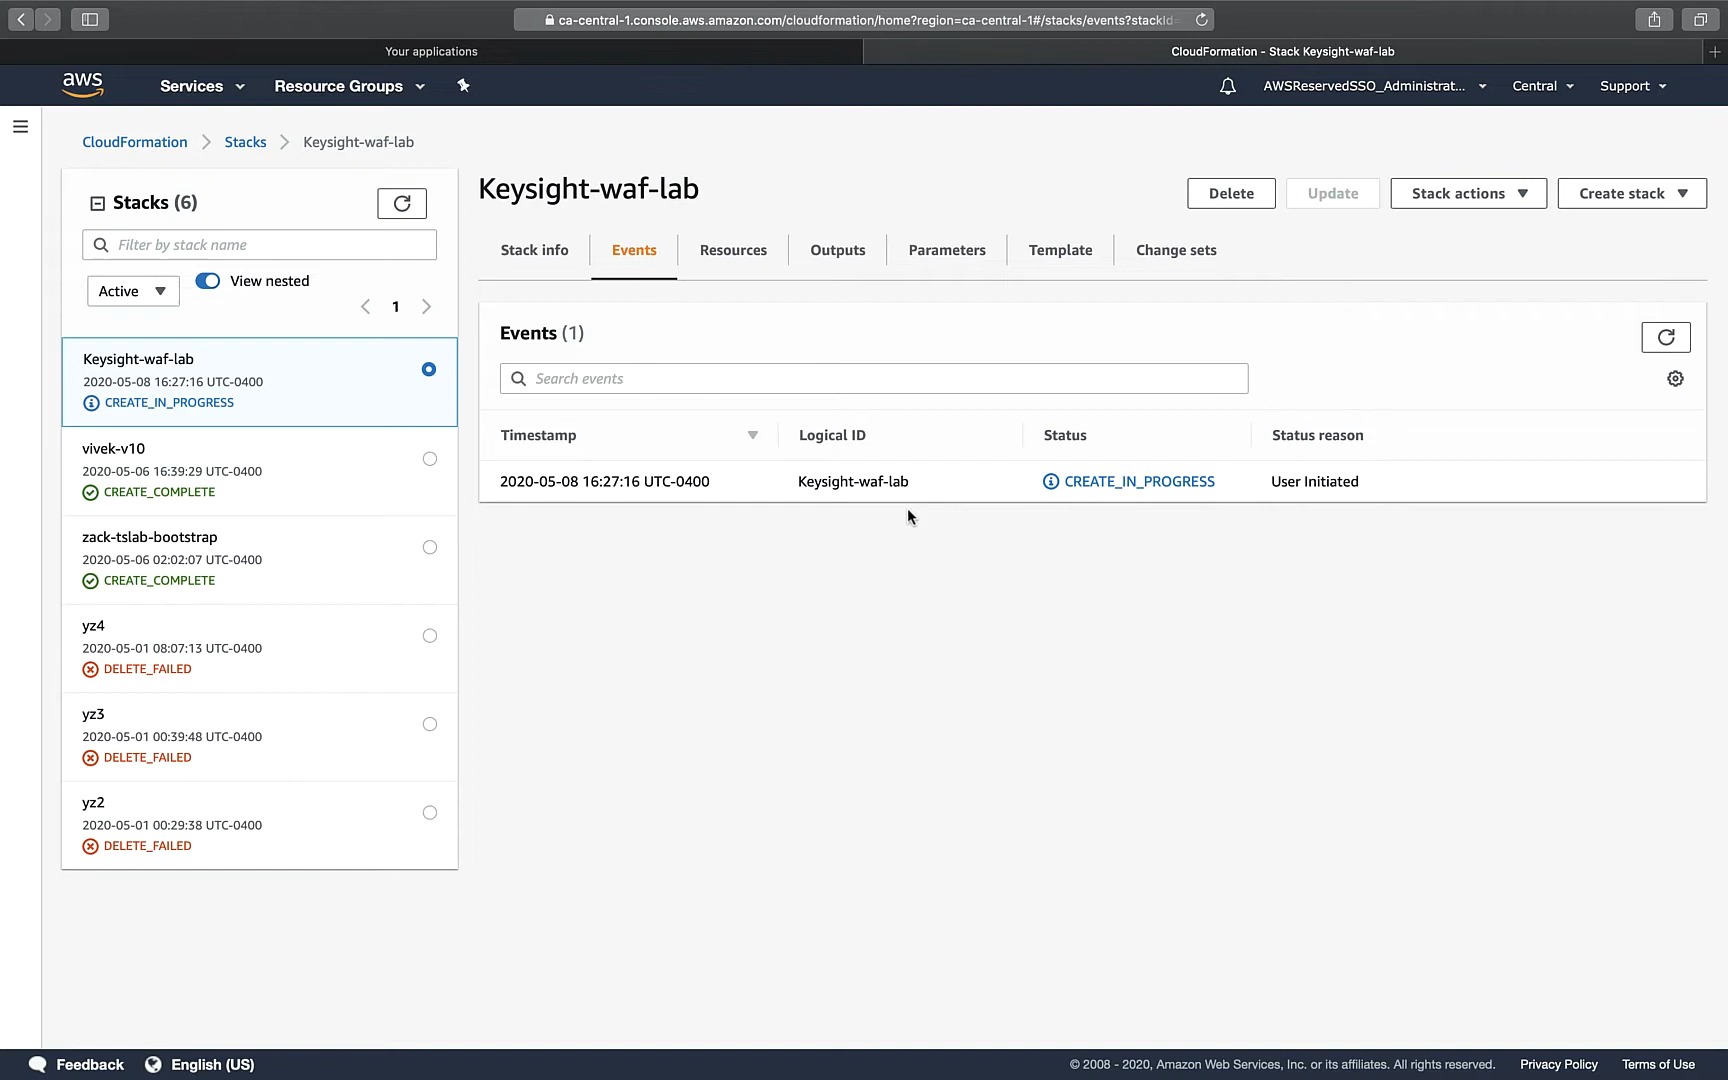 ca-central-1.console.aws.amazon.com/cloudformation/home?region=ca-central-1#/stacks/events?stackId=
Your applications
CloudFormation - Stack Keysight-waf-lab
aws
Services
Resource Groups
AWSReservedSSO_Administrat...
Central
Support
CloudFormation
Stacks
Keysight-waf-lab
Stacks (6)
Filter by stack name
Active
View nested
1
Keysight-waf-lab
2020-05-08 16:27:16 UTC-0400
CREATE_IN_PROGRESS
vivek-v10
2020-05-06 16:39:29 UTC-0400
CREATE_COMPLETE
zack-tslab-bootstrap
2020-05-06 02:02:07 UTC-0400
CREATE_COMPLETE
yz4
2020-05-01 08:07:13 UTC-0400
DELETE_FAILED
yz3
2020-05-01 00:39:48 UTC-0400
DELETE_FAILED
yz2
2020-05-01 00:29:38 UTC-0400
DELETE_FAILED
Keysight-waf-lab
Delete
Update
Stack actions
Create stack
Stack info
Events
Resources
Outputs
Parameters
Template
Change sets
Events (1)
Search events
Timestamp
Logical ID
Status
Status reason
2020-05-08 16:27:16 UTC-0400
Keysight-waf-lab
CREATE_IN_PROGRESS
User Initiated
Feedback
English (US)
© 2008 - 2020, Amazon Web Services, Inc. or its affiliates. All rights reserved.
Privacy Policy
Terms of Use